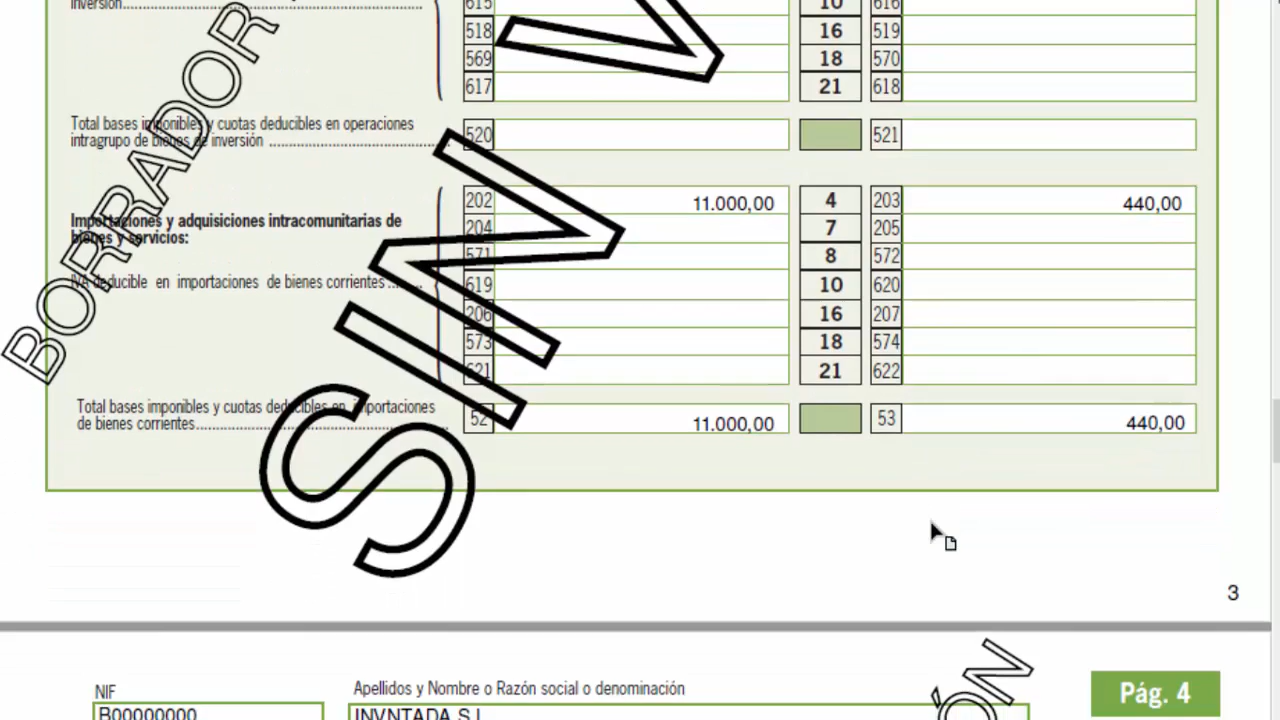 inversión
615 10 616
518 16 519
569 18 570
617 21 618
Total bases imponibles y cuotas deducibles en operaciones
intragrupo de bienes de inversión
520 521
202 11.000,00 4 203 440,00
Importaciones y adquisiciones intracomunitarias de
bienes y servicios:
204 7 205
571 8 572
IVA deducible en importaciones de bienes corrientes
619 10 620
206 16 207
573 18 574
621 21 622
Total bases imponibles y cuotas deducibles en importaciones
de bienes corrientes
52 11.000,00 53 440,00
BORRADOR
SIN V
3
NIF
Apellidos y Nombre o Razón social o denominación
Pág. 4
B00000000
INVNTADA S.L
ÓN